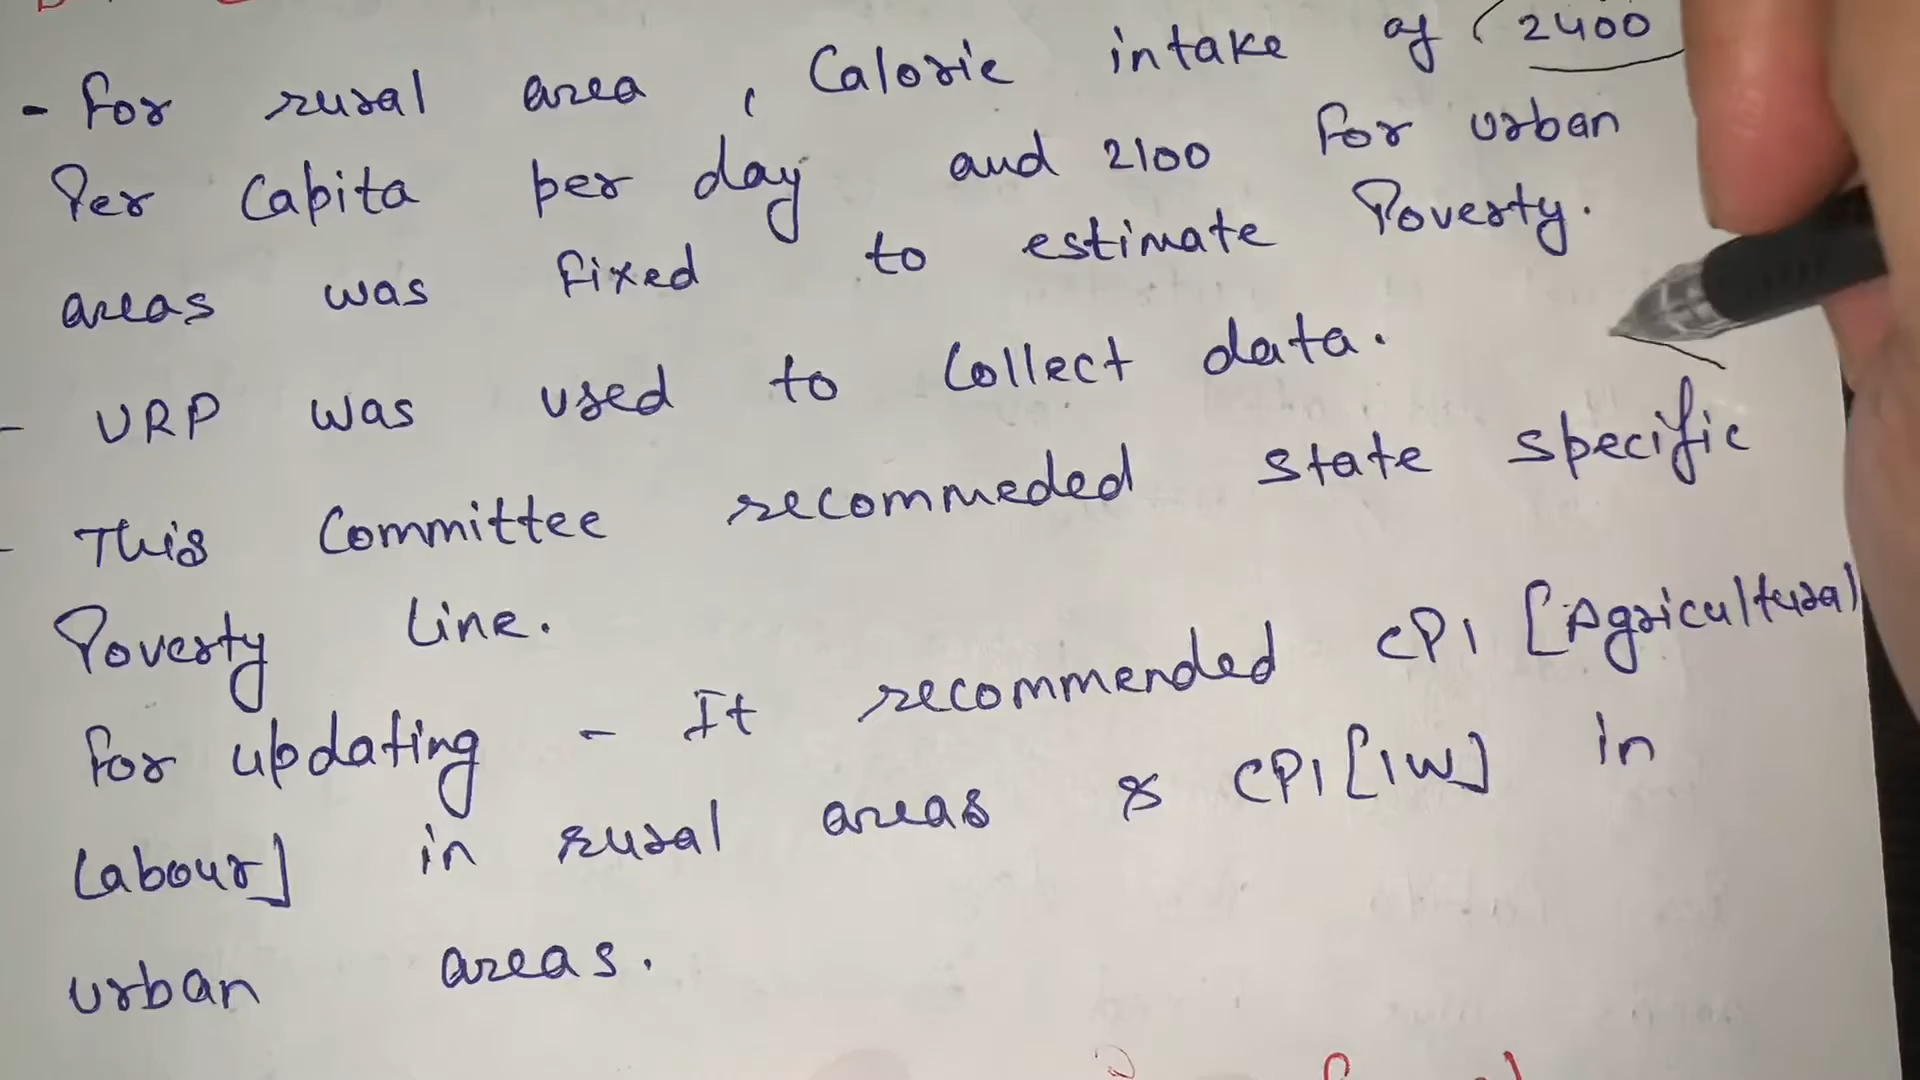 - For rural area, Calorie intake of (2400
Per Capita per day and 2100 for urban
areas was fixed to estimate Poverty.
- URP was used to Collect data.
- This Committee recommeded state specific
Poverty Line.
for updating - It recommended CPI [Agricultural
Labour] in rural areas & CPI [IW] in
urban areas.